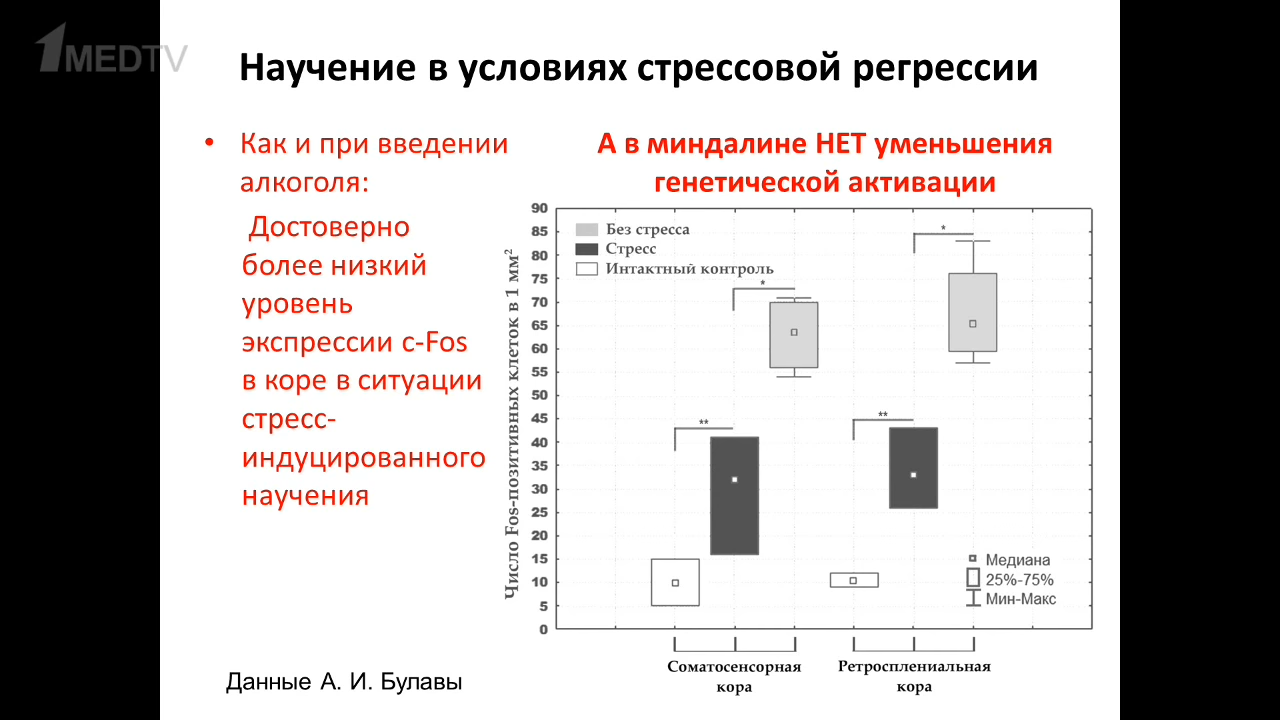 1MEDTV
Научение в условиях стрессовой регрессии
• Как и при введении
алкоголя:
Достоверно
более низкий
уровень
экспрессии c-Fos
в коре в ситуации
стресс-
индуцированного
научения
А в миндалине НЕТ уменьшения
генетической активации
Число Fos-позитивных клеток в 1 мм²
90
85
80
75
70
65
60
55
50
45
40
35
30
25
20
15
10
5
0
Без стресса
Стресс
Интактный контроль
*
*
**
**
Медиана
25%-75%
Мин-Макс
Соматосенсорная
кора
Ретросплениальная
кора
Данные А. И. Булавы